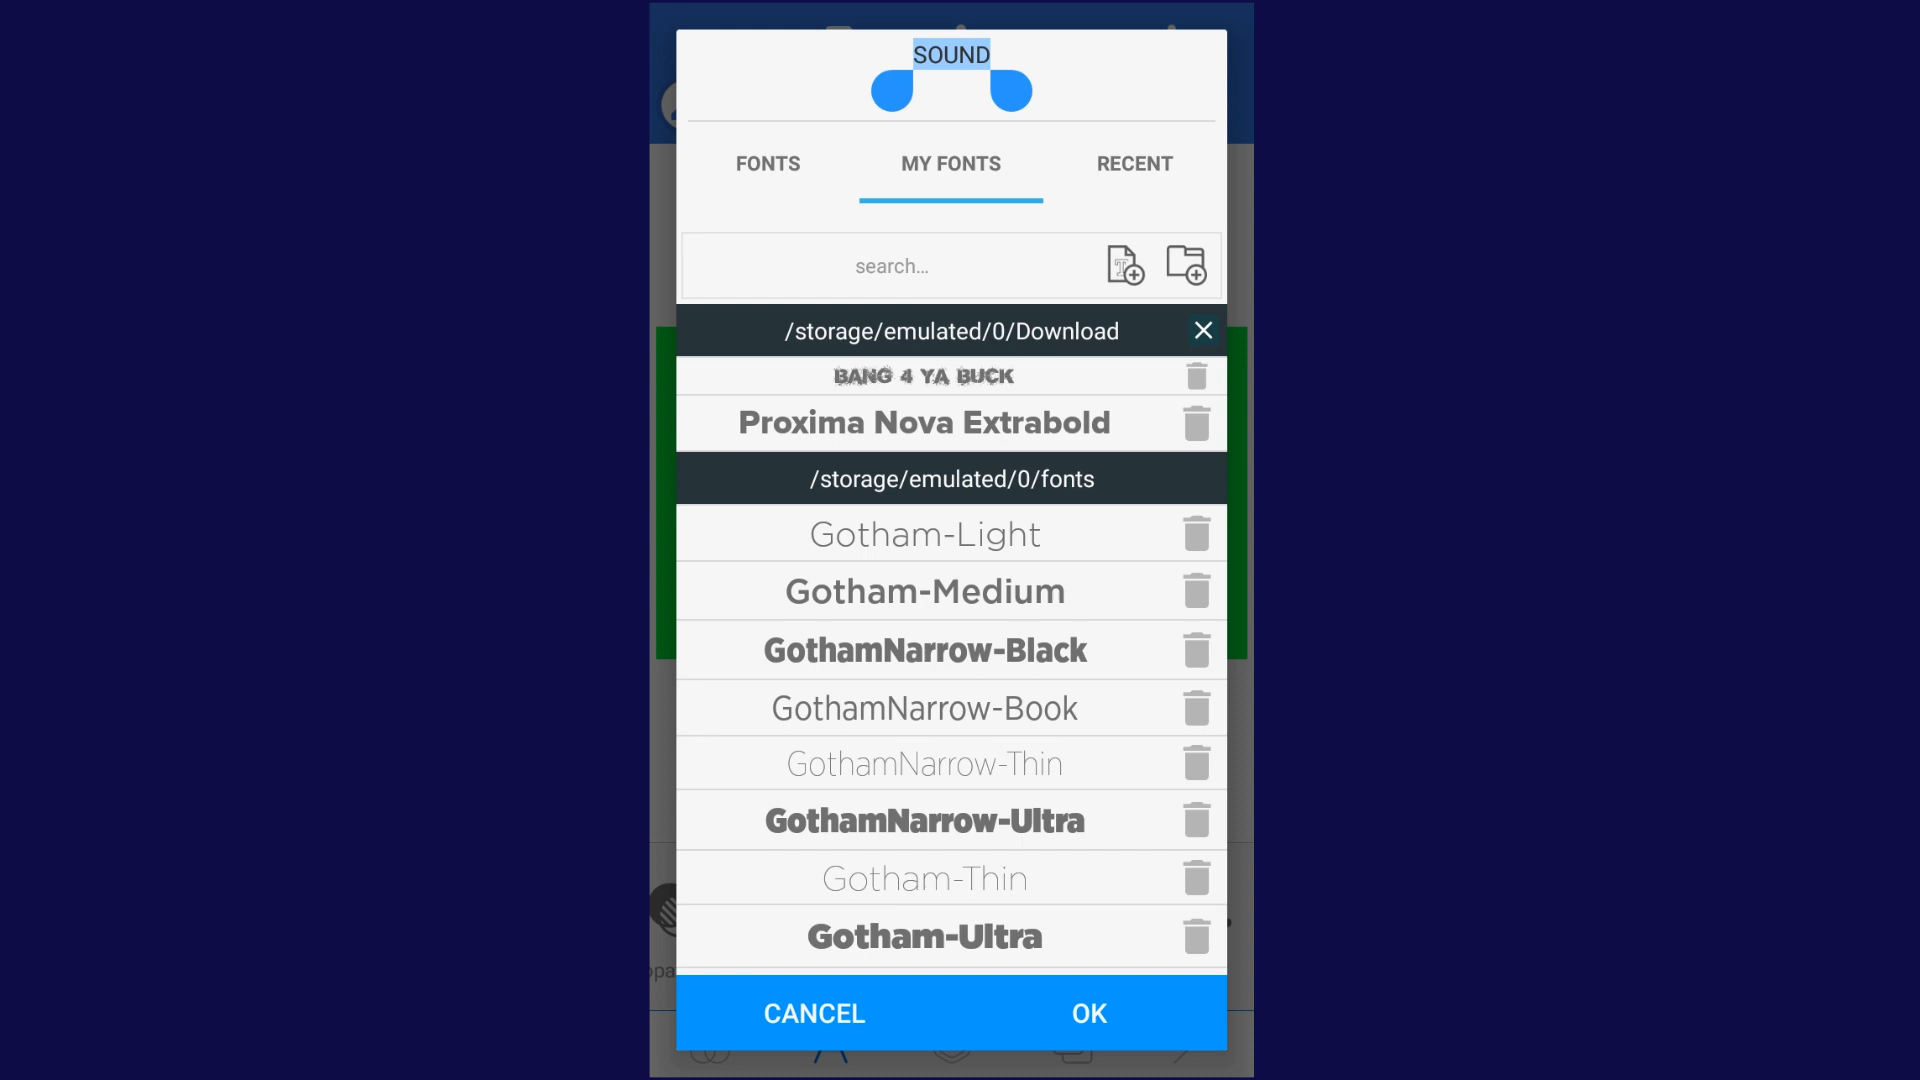 SOUND
FONTS
MY FONTS
RECENT
search...
/storage/emulated/0/Download
BANG 4 YA BUCK
Proxima Nova Extrabold
/storage/emulated/0/fonts
Gotham-Light
Gotham-Medium
GothamNarrow-Black
GothamNarrow-Book
GothamNarrow-Thin
GothamNarrow-Ultra
Gotham-Thin
Gotham-Ultra
CANCEL
OK